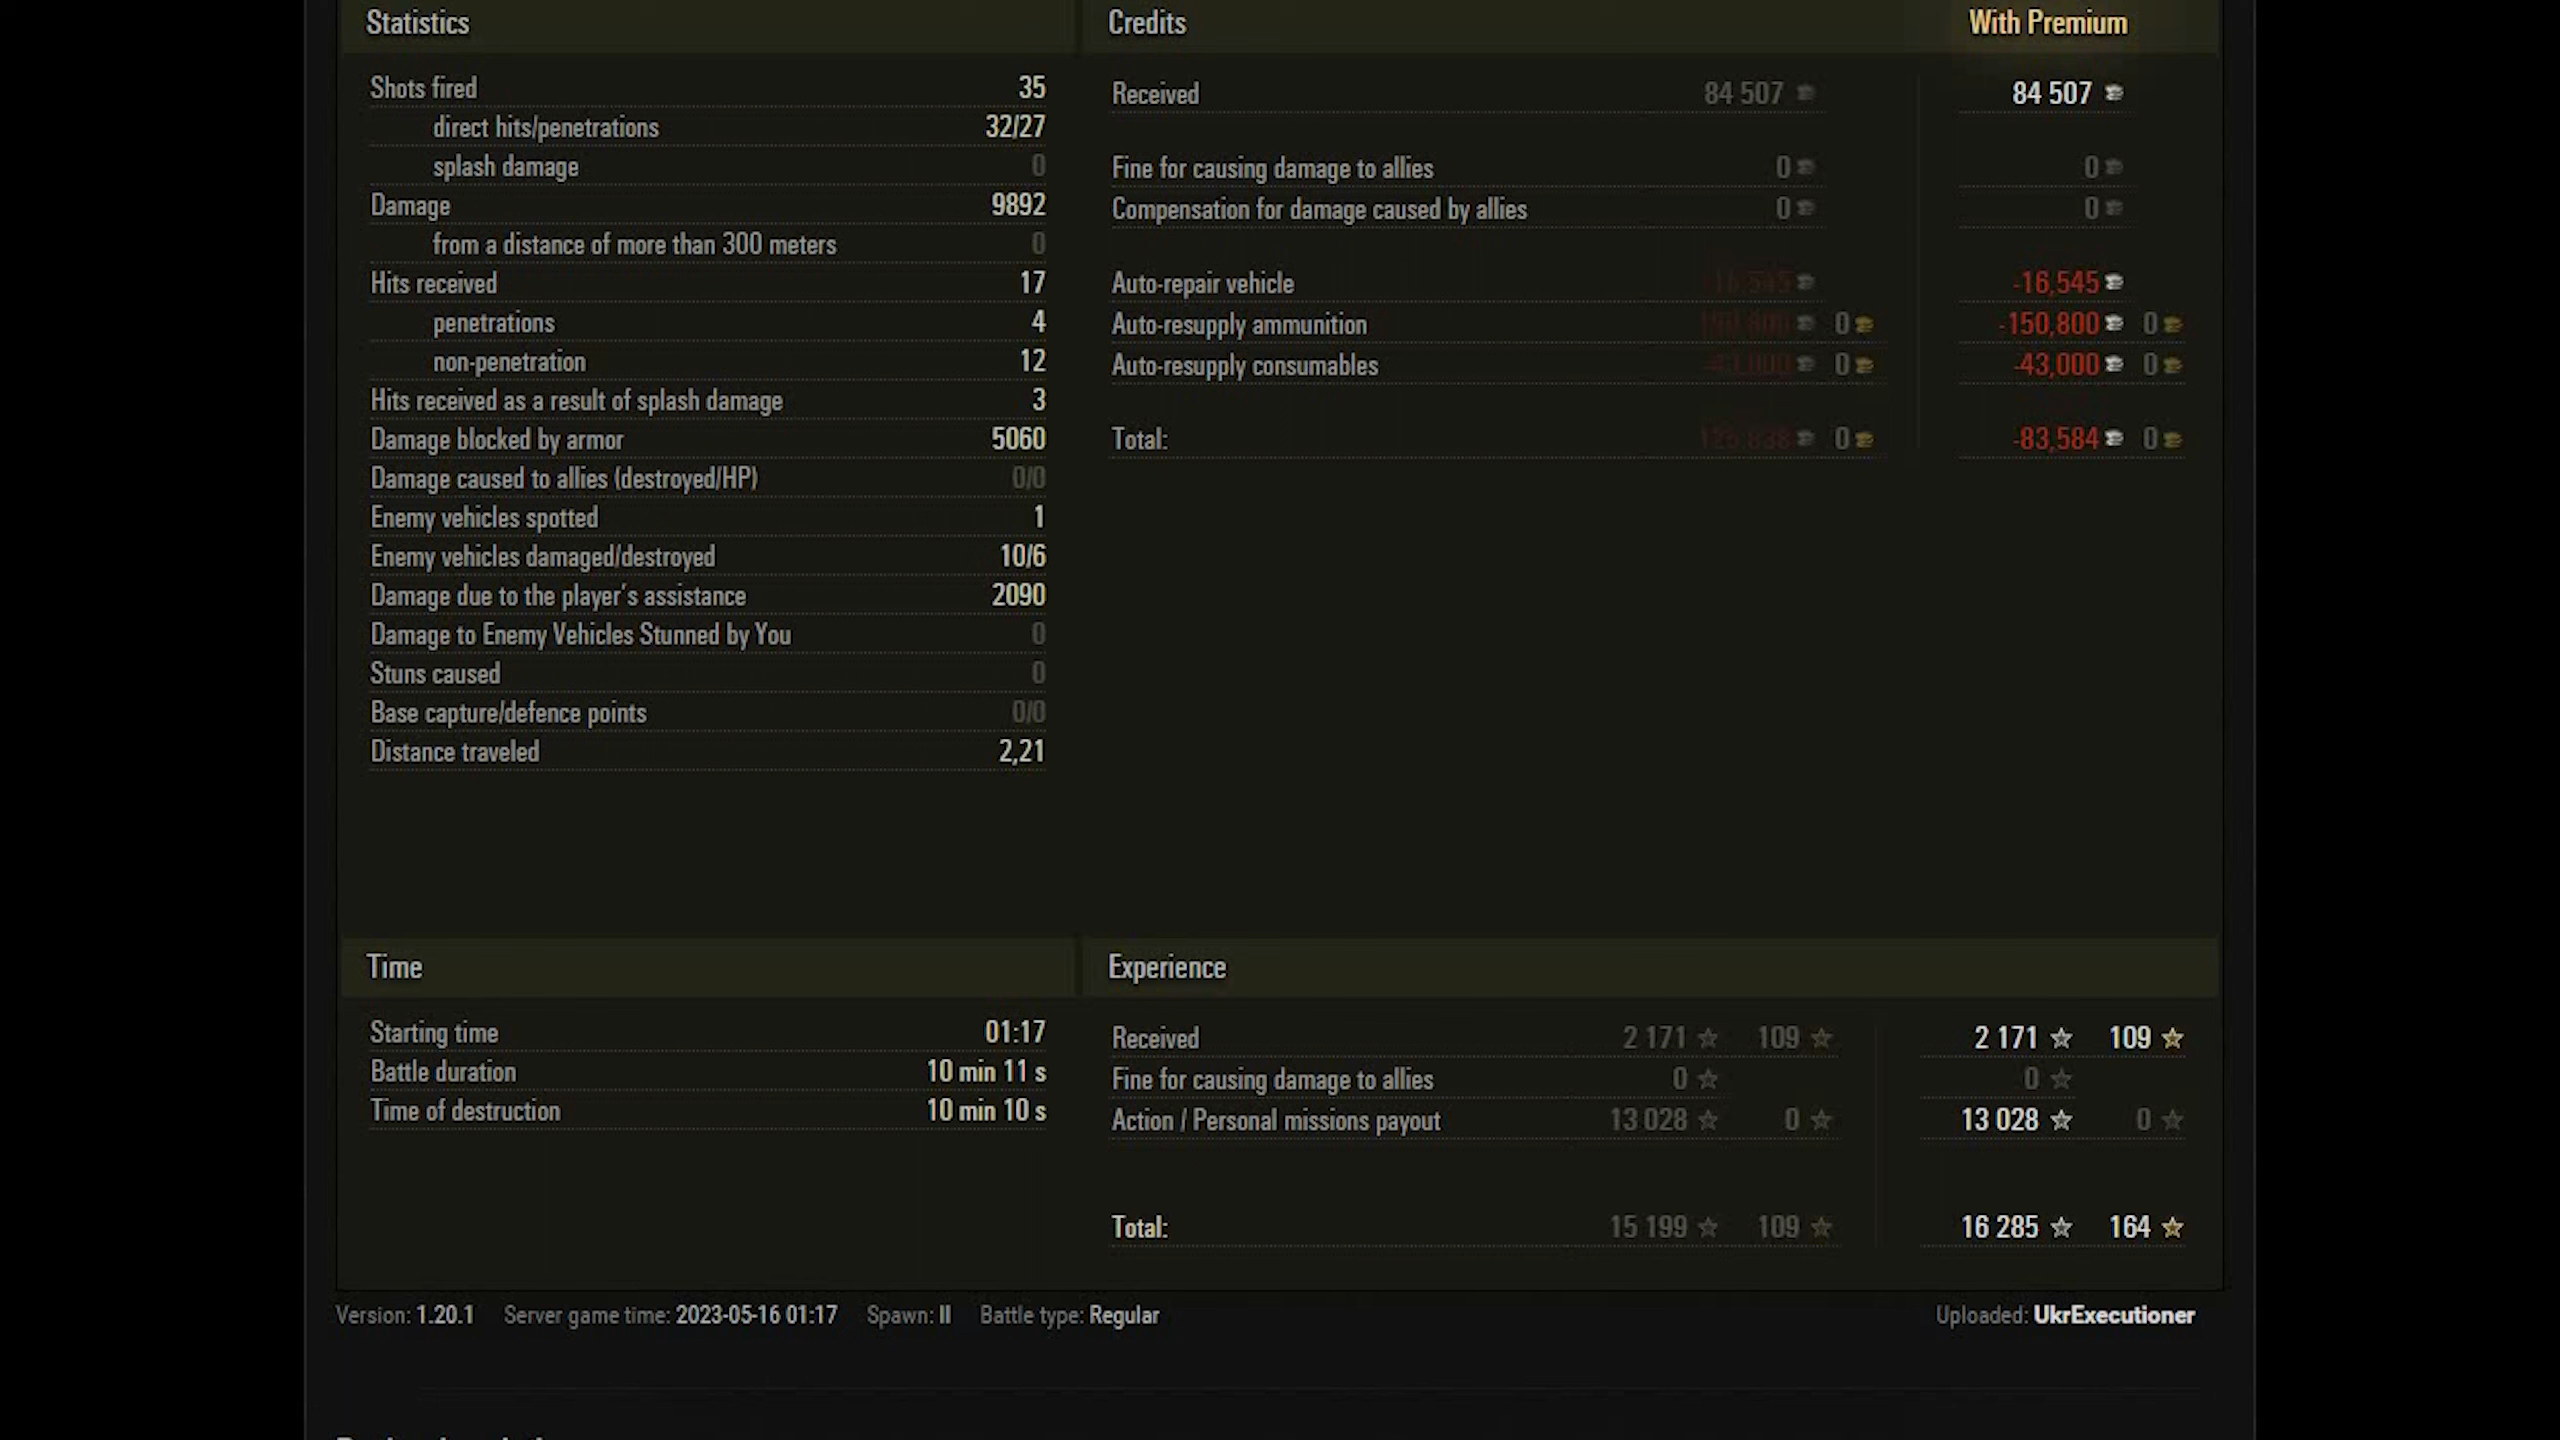 Statistics
Shots fired 35
direct hits/penetrations 32/27
splash damage 0
Damage 9892
from a distance of more than 300 meters 0
Hits received 17
penetrations 4
non-penetration 12
Hits received as a result of splash damage 3
Damage blocked by armor 5060
Damage caused to allies (destroyed/HP) 0/0
Enemy vehicles spotted 1
Enemy vehicles damaged/destroyed 10/6
Damage due to the player's assistance 2090
Damage to Enemy Vehicles Stunned by You 0
Stuns caused 0
Base capture/defence points 0/0
Distance traveled 2,21
Credits With Premium
Received 84 507 84 507
Fine for causing damage to allies 0 0
Compensation for damage caused by allies 0 0
Auto-repair vehicle -16,545 -16,545
Auto-resupply ammunition 0 -150,800 0
Auto-resupply consumables -43,000 0 -43,000 0
Total: 0 -83,584 0
Time
Starting time 01:17
Battle duration 10 min 11 s
Time of destruction 10 min 10 s
Experience
Received 2 171 109 2 171 109
Fine for causing damage to allies 0 0
Action / Personal missions payout 13 028 0 13 028 0
Total: 15 199 109 16 285 164
Version: 1.20.1 Server game time: 2023-05-16 01:17 Spawn: II Battle type: Regular Uploaded: UkrExecutioner